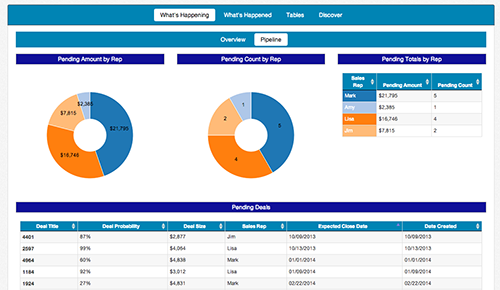 What's Happening What's Happened Tables Discover
Overview Pipeline
Pending Amount by Rep Pending Count by Rep Pending Totals by Rep
$2,385
$7,815
$21,795
$16,746
1
2
5
4
Sales Rep Pending Amount Pending Count
Mark $21,795 5
Amy $2,385 1
Lisa $16,746 4
Jim $7,815 2
Pending Deals
Deal Title Deal Probability Deal Size Sales Rep Expected Close Date Date Created
4401 87% $2,877 Jim 10/09/2013 10/09/2013
2597 99% $4,064 Lisa 10/13/2013 10/13/2013
4964 60% $4,838 Mark 01/01/2014 01/01/2014
1184 92% $3,012 Lisa 01/09/2014 01/09/2014
1924 27% $4,831 Mark 02/22/2014 02/22/2014